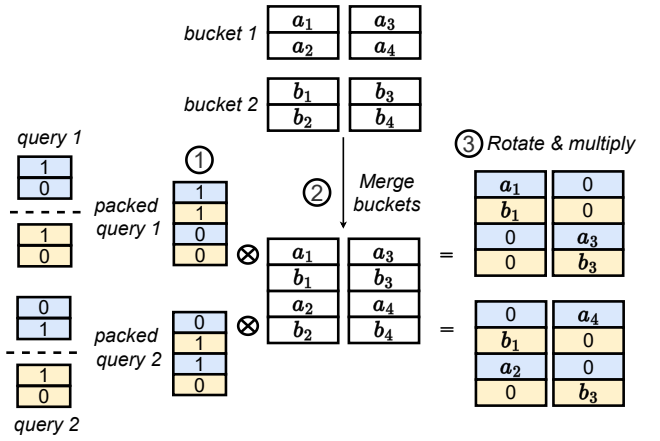 bucket 1
a₁ a₃
a₂ a₄
bucket 2
b₁ b₃
b₂ b₄
query 1
1
0
1
0
0
1
1
0
query 2
①
packed
query 1
1
1
0
0
packed
query 2
0
1
1
0
②
Merge
buckets
⊗
⊗
a₁ a₃
b₁ b₃
a₂ a₄
b₂ b₄
=
=
③ Rotate & multiply
a₁ 0
b₁ 0
0 a₃
0 b₃
0 a₄
b₁ 0
a₂ 0
0 b₃